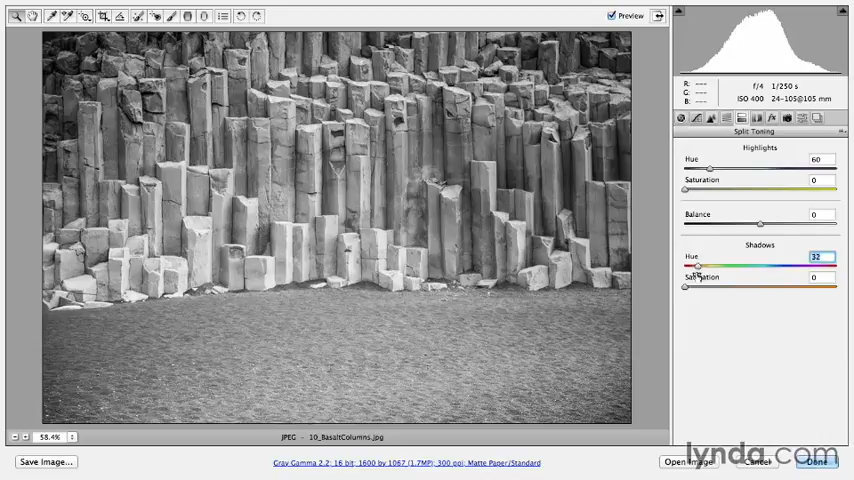 Preview
R: ---
G: ---
B: ---
f/4 1/250 s
ISO 400 24-105@105 mm
Split Toning
Highlights
Hue 60
Saturation 0
Balance 0
Shadows
Hue 32
Saturation 0
58.4%
JPEG - 10_BasaltColumns.jpg
Save Image...
Gray Gamma 2.2; 16 bit; 1600 by 1067 (1.7MP); 300 ppi; Matte Paper/Standard
Open Image
Cancel
Done
lynda.com